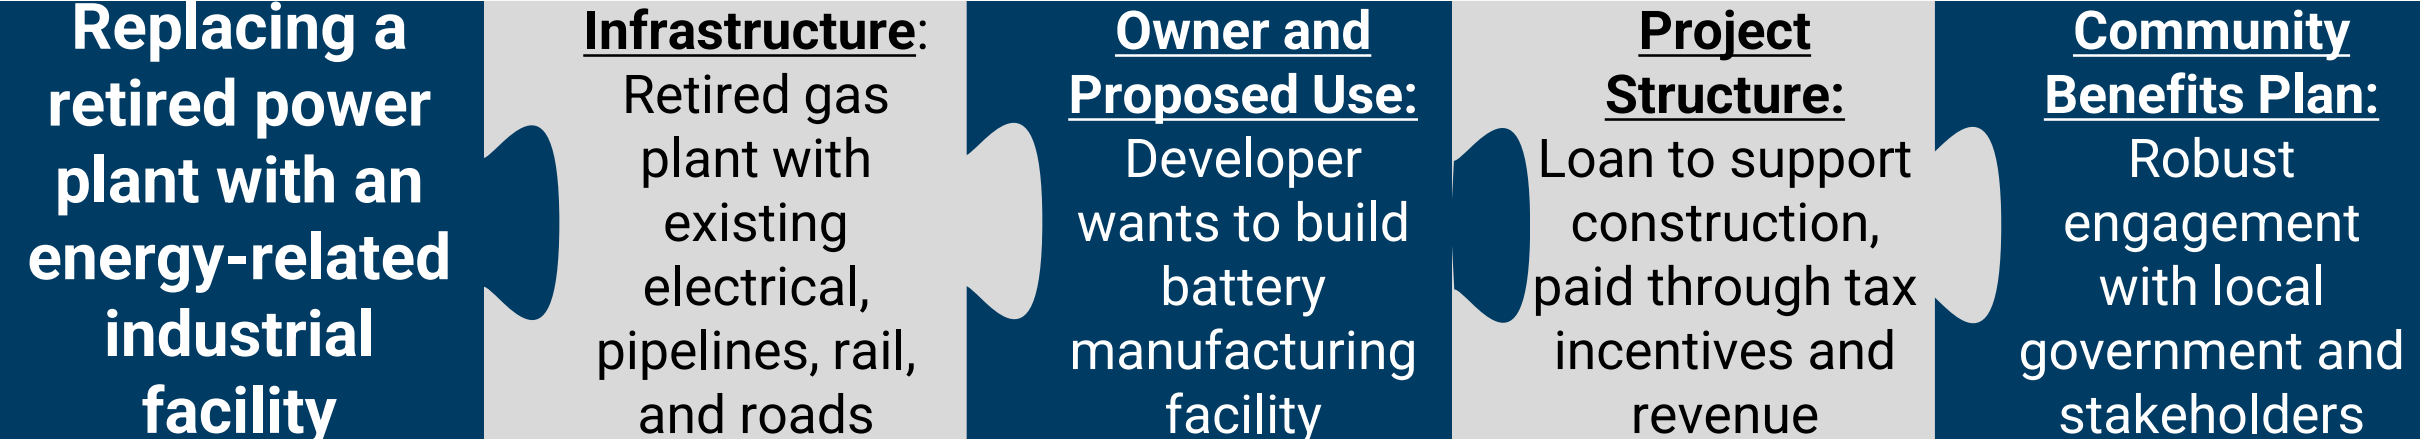 Replacing a
retired power
plant with an
energy-related
industrial
facility
Infrastructure:
Retired gas
plant with
existing
electrical,
pipelines, rail,
and roads
Owner and
Proposed Use:
Developer
wants to build
battery
manufacturing
facility
Project
Structure:
Loan to support
construction,
paid through tax
incentives and
revenue
Community
Benefits Plan:
Robust
engagement
with local
government and
stakeholders